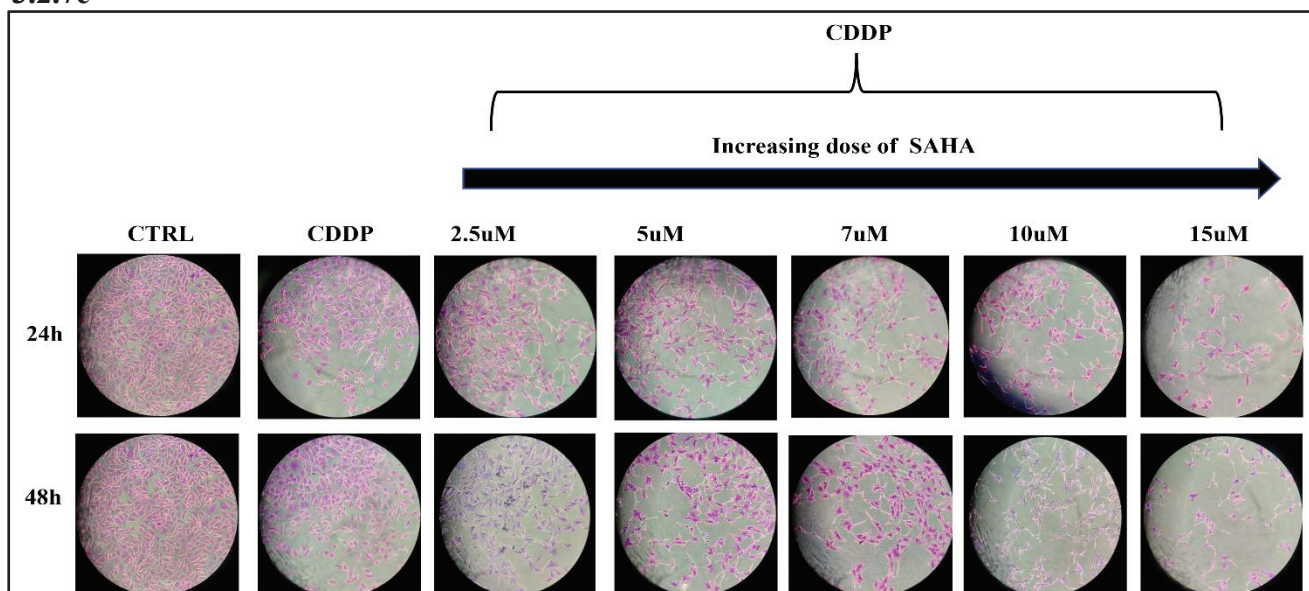 CDDP
Increasing dose of SAHA
CTRL CDDP 2.5uM 5uM 7uM 10uM 15uM
24h
48h